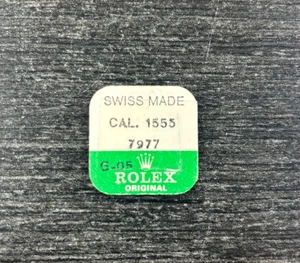 SWISS MADE
CAL. 1555
7977
G-05
ROLEX
ORIGINAL